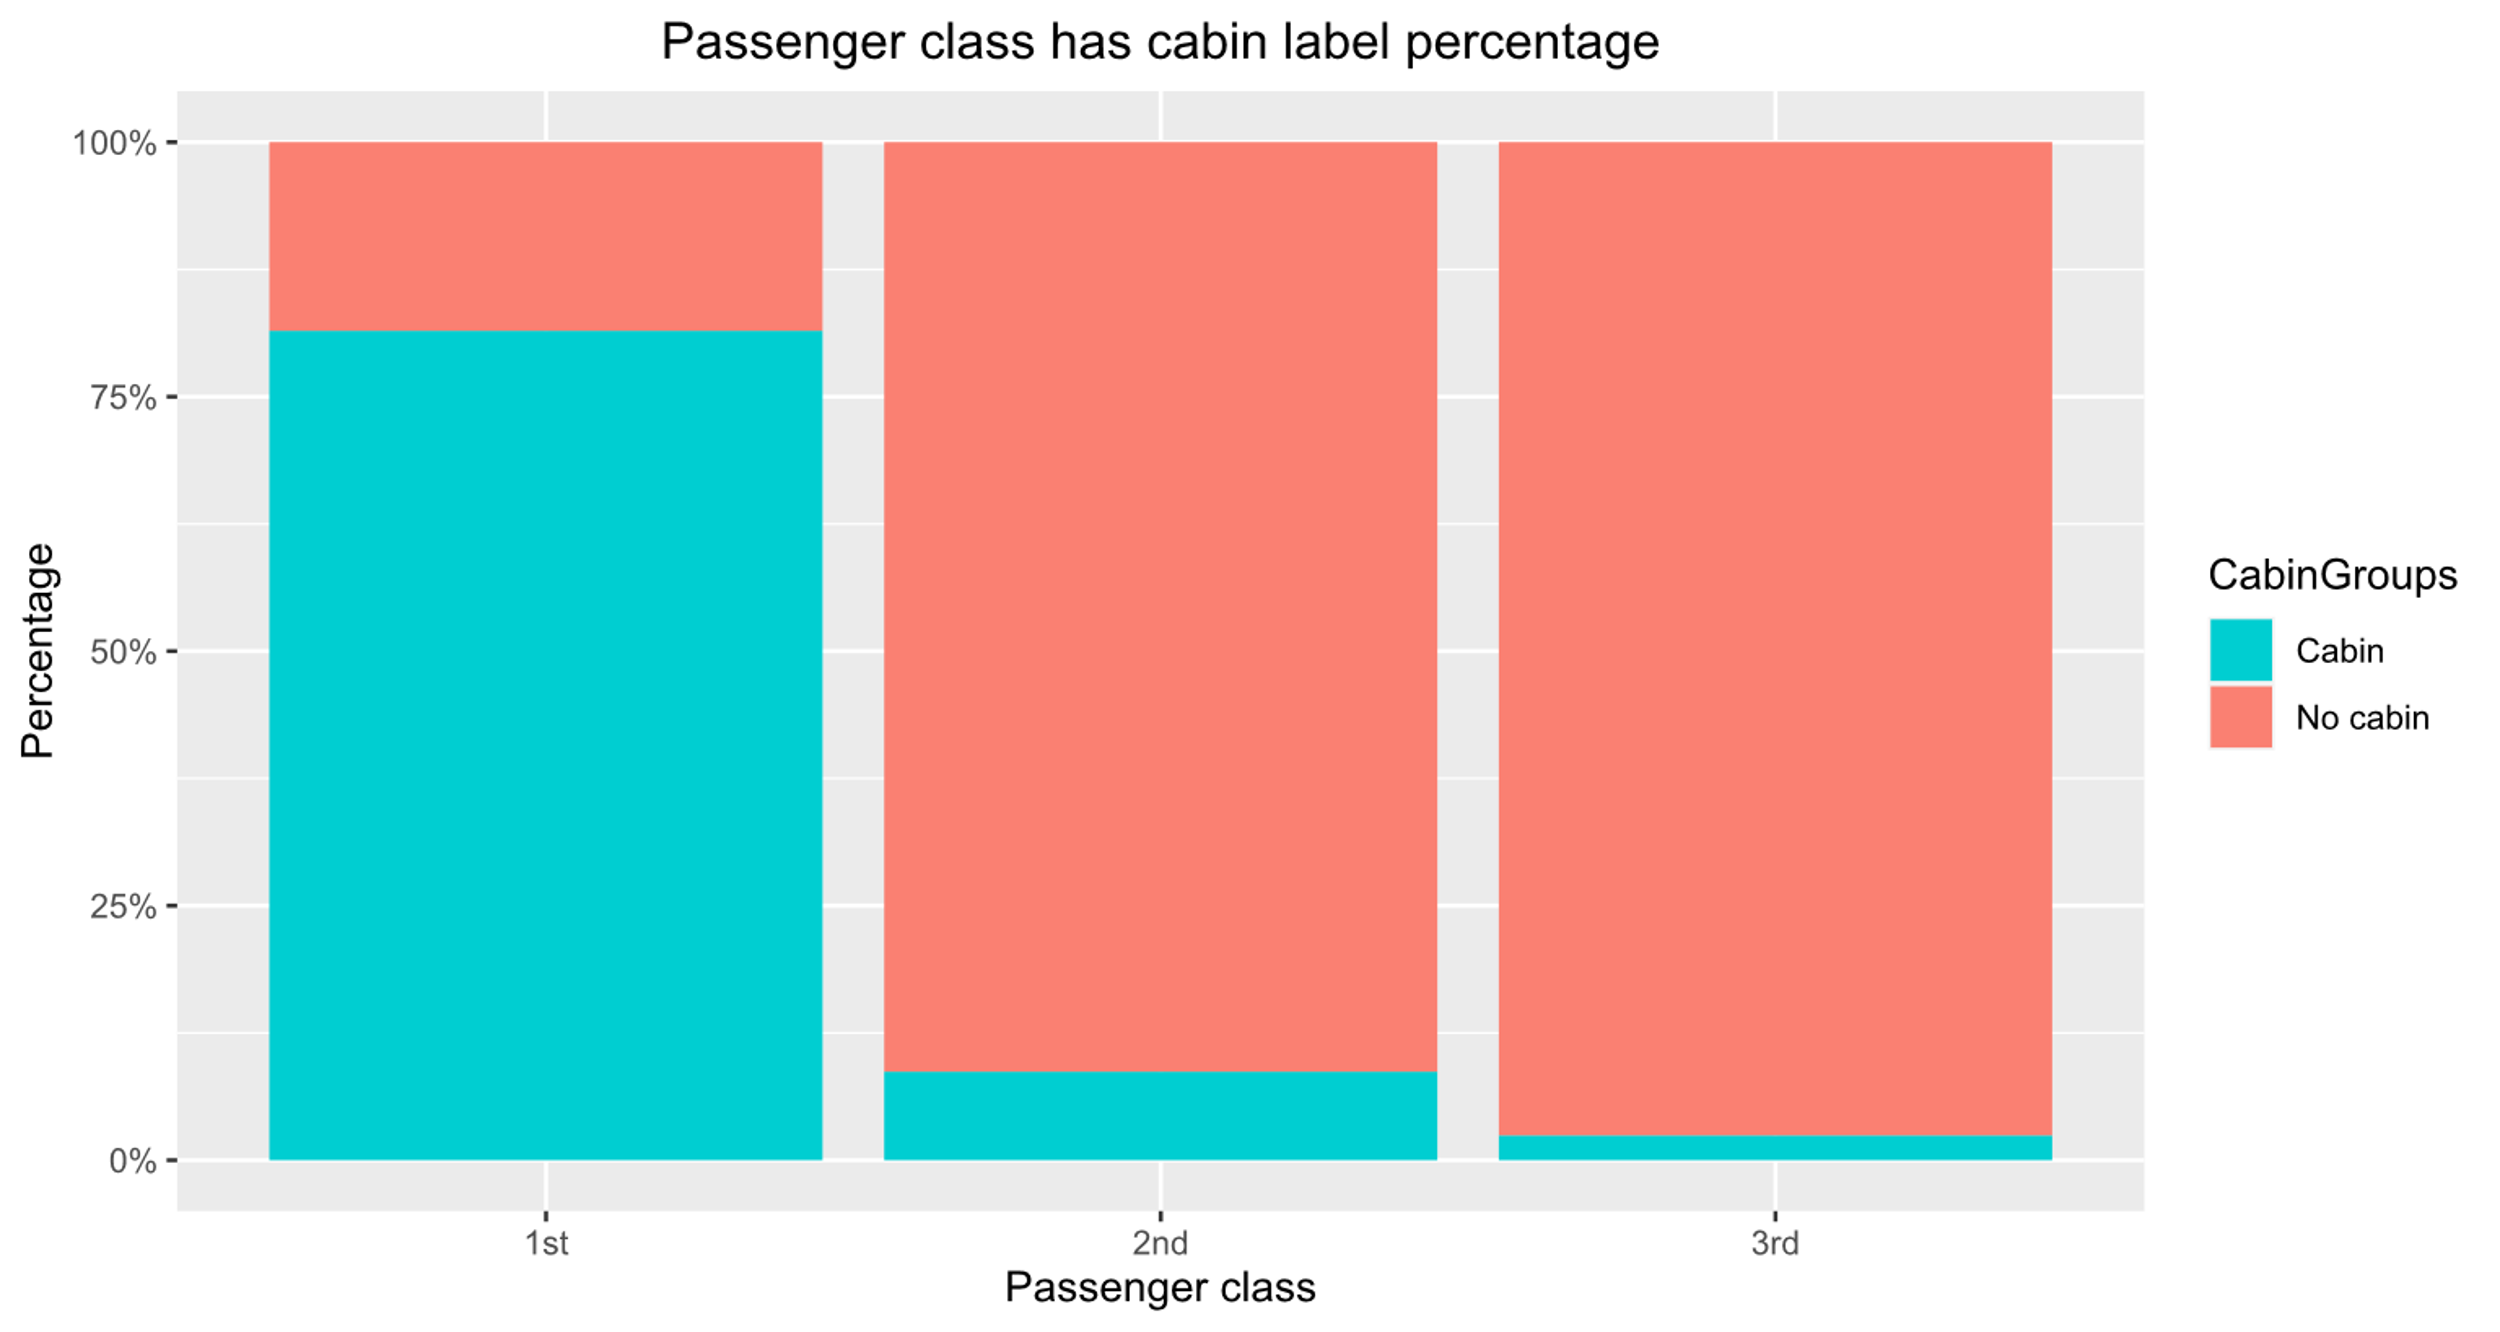 Passenger class has cabin label percentage
100%
75%
50%
25%
0%
Percentage
1st
2nd
3rd
Passenger class
CabinGroups
Cabin
No cabin